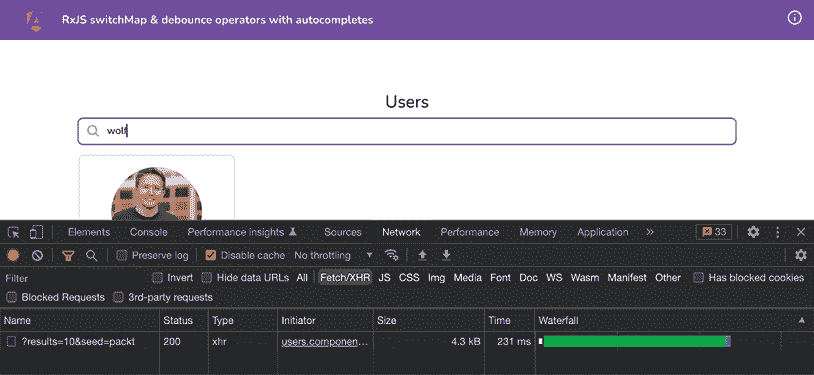 RxJS switchMap & debounce operators with autocompletes
Users
wolf
Elements Console Performance insights Sources Network Performance Memory Application » 33
Preserve log Disable cache No throttling
Filter Invert Hide data URLs All Fetch/XHR JS CSS Img Media Font Doc WS Wasm Manifest Other Has blocked cookies
Blocked Requests 3rd-party requests
Name Status Type Initiator Size Time Waterfall
?results=10&seed=packt 200 xhr users.componen... 4.3 kB 231 ms